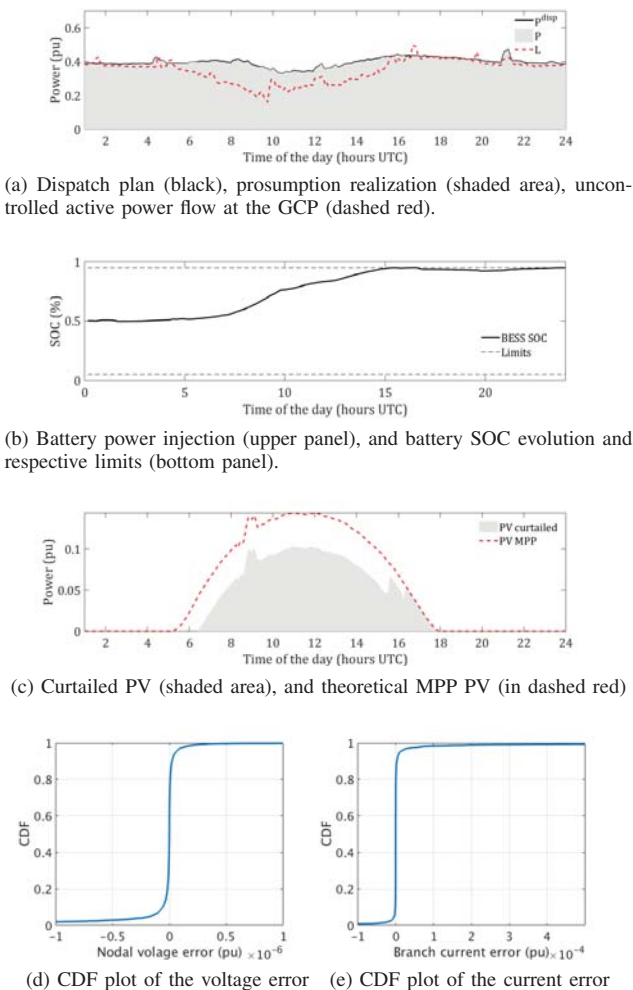 0.6
0.4
0.2
0
Power (pu)
P^disp
P
L
2 4 6 8 10 12 14 16 18 20 22 24
Time of the day (hours UTC)
(a) Dispatch plan (black), prosumption realization (shaded area), uncon-
trolled active power flow at the GCP (dashed red).
1
0.5
0
SOC (%)
BESS SOC
Limits
0 5 10 15 20
Time of the day (hours UTC)
(b) Battery power injection (upper panel), and battery SOC evolution and
respective limits (bottom panel).
0.1
0.05
0
Power (pu)
PV curtailed
PV MPP
2 4 6 8 10 12 14 16 18 20 22 24
Time of the day (hours UTC)
(c) Curtailed PV (shaded area), and theoretical MPP PV (in dashed red)
1
0.8
0.6
0.4
0.2
0
CDF
-1 -0.5 0 0.5 1
Nodal volage error (pu) ×10^-6
(d) CDF plot of the voltage error
1
0.8
0.6
0.4
0.2
0
CDF
-1 0 1 2 3 4
Branch current error (pu)×10^-4
(e) CDF plot of the current error